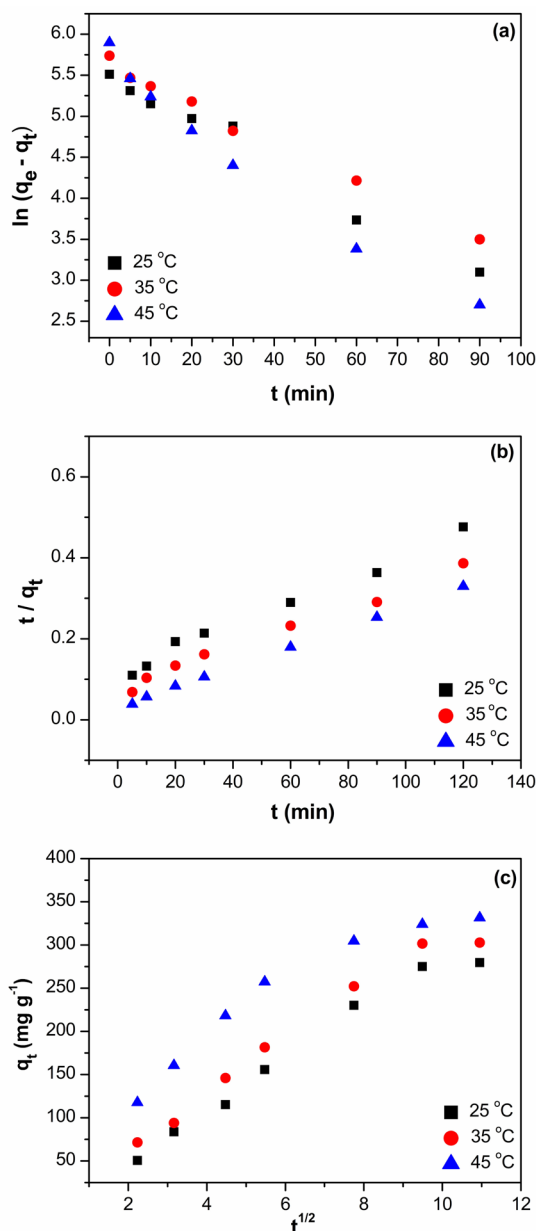 (a)
6.0
5.5
5.0
4.5
4.0
3.5
3.0
2.5
ln (qe - qt)
25 °C
35 °C
45 °C
0 10 20 30 40 50 60 70 80 90 100
t (min)
(b)
0.6
0.4
0.2
0.0
t / qt
25 °C
35 °C
45 °C
0 20 40 60 80 100 120 140
t (min)
(c)
400
350
300
250
200
150
100
50
qt (mg g-1)
25 °C
35 °C
45 °C
2 4 6 8 10 12
t1/2